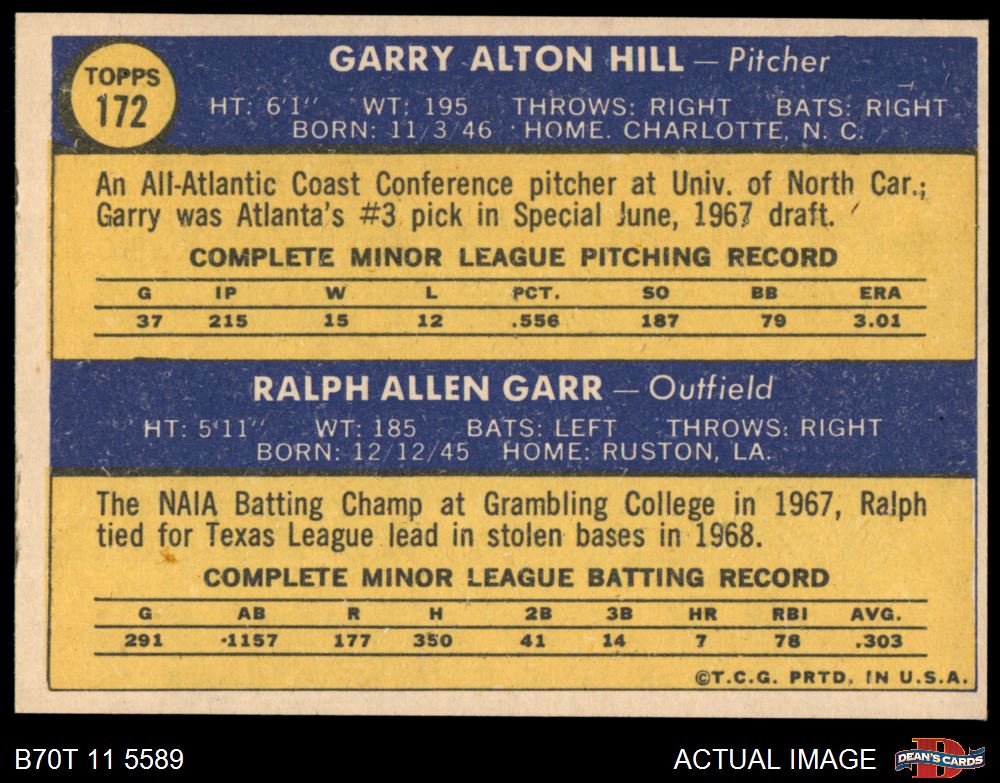 TOPPS
172
GARRY ALTON HILL — Pitcher
HT: 6'1" WT: 195 THROWS: RIGHT BATS: RIGHT
BORN: 11/3/46 · HOME. CHARLOTTE, N. C.
An All-Atlantic Coast Conference pitcher at Univ. of North Car.;
Garry was Atlanta's #3 pick in Special June, 1967 draft.
COMPLETE MINOR LEAGUE PITCHING RECORD
G IP W L PCT. SO BB ERA
37 215 15 12 .556 187 79 3.01
RALPH ALLEN GARR — Outfield
HT: 5'11" WT: 185 BATS: LEFT THROWS: RIGHT
BORN: 12/12/45 HOME: RUSTON, LA.
The NAIA Batting Champ at Grambling College in 1967, Ralph
tied for Texas League lead in stolen bases in 1968.
COMPLETE MINOR LEAGUE BATTING RECORD
G AB R H 2B 3B HR RBI AVG.
291 1157 177 350 41 14 7 78 .303
©T.C.G. PRTD. IN U.S.A.
B70T 11 5589 ACTUAL IMAGE D DEAN'S CARDS